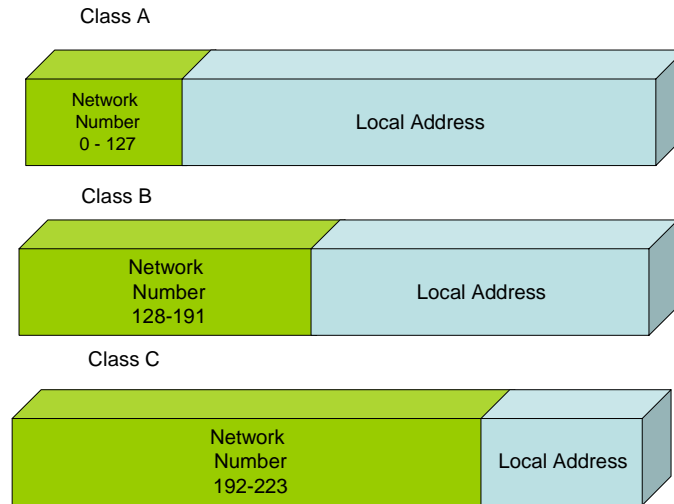 Class A
Network
Number
0 - 127
Local Address
Class B
Network
Number
128-191
Local Address
Class C
Network
Number
192-223
Local Address